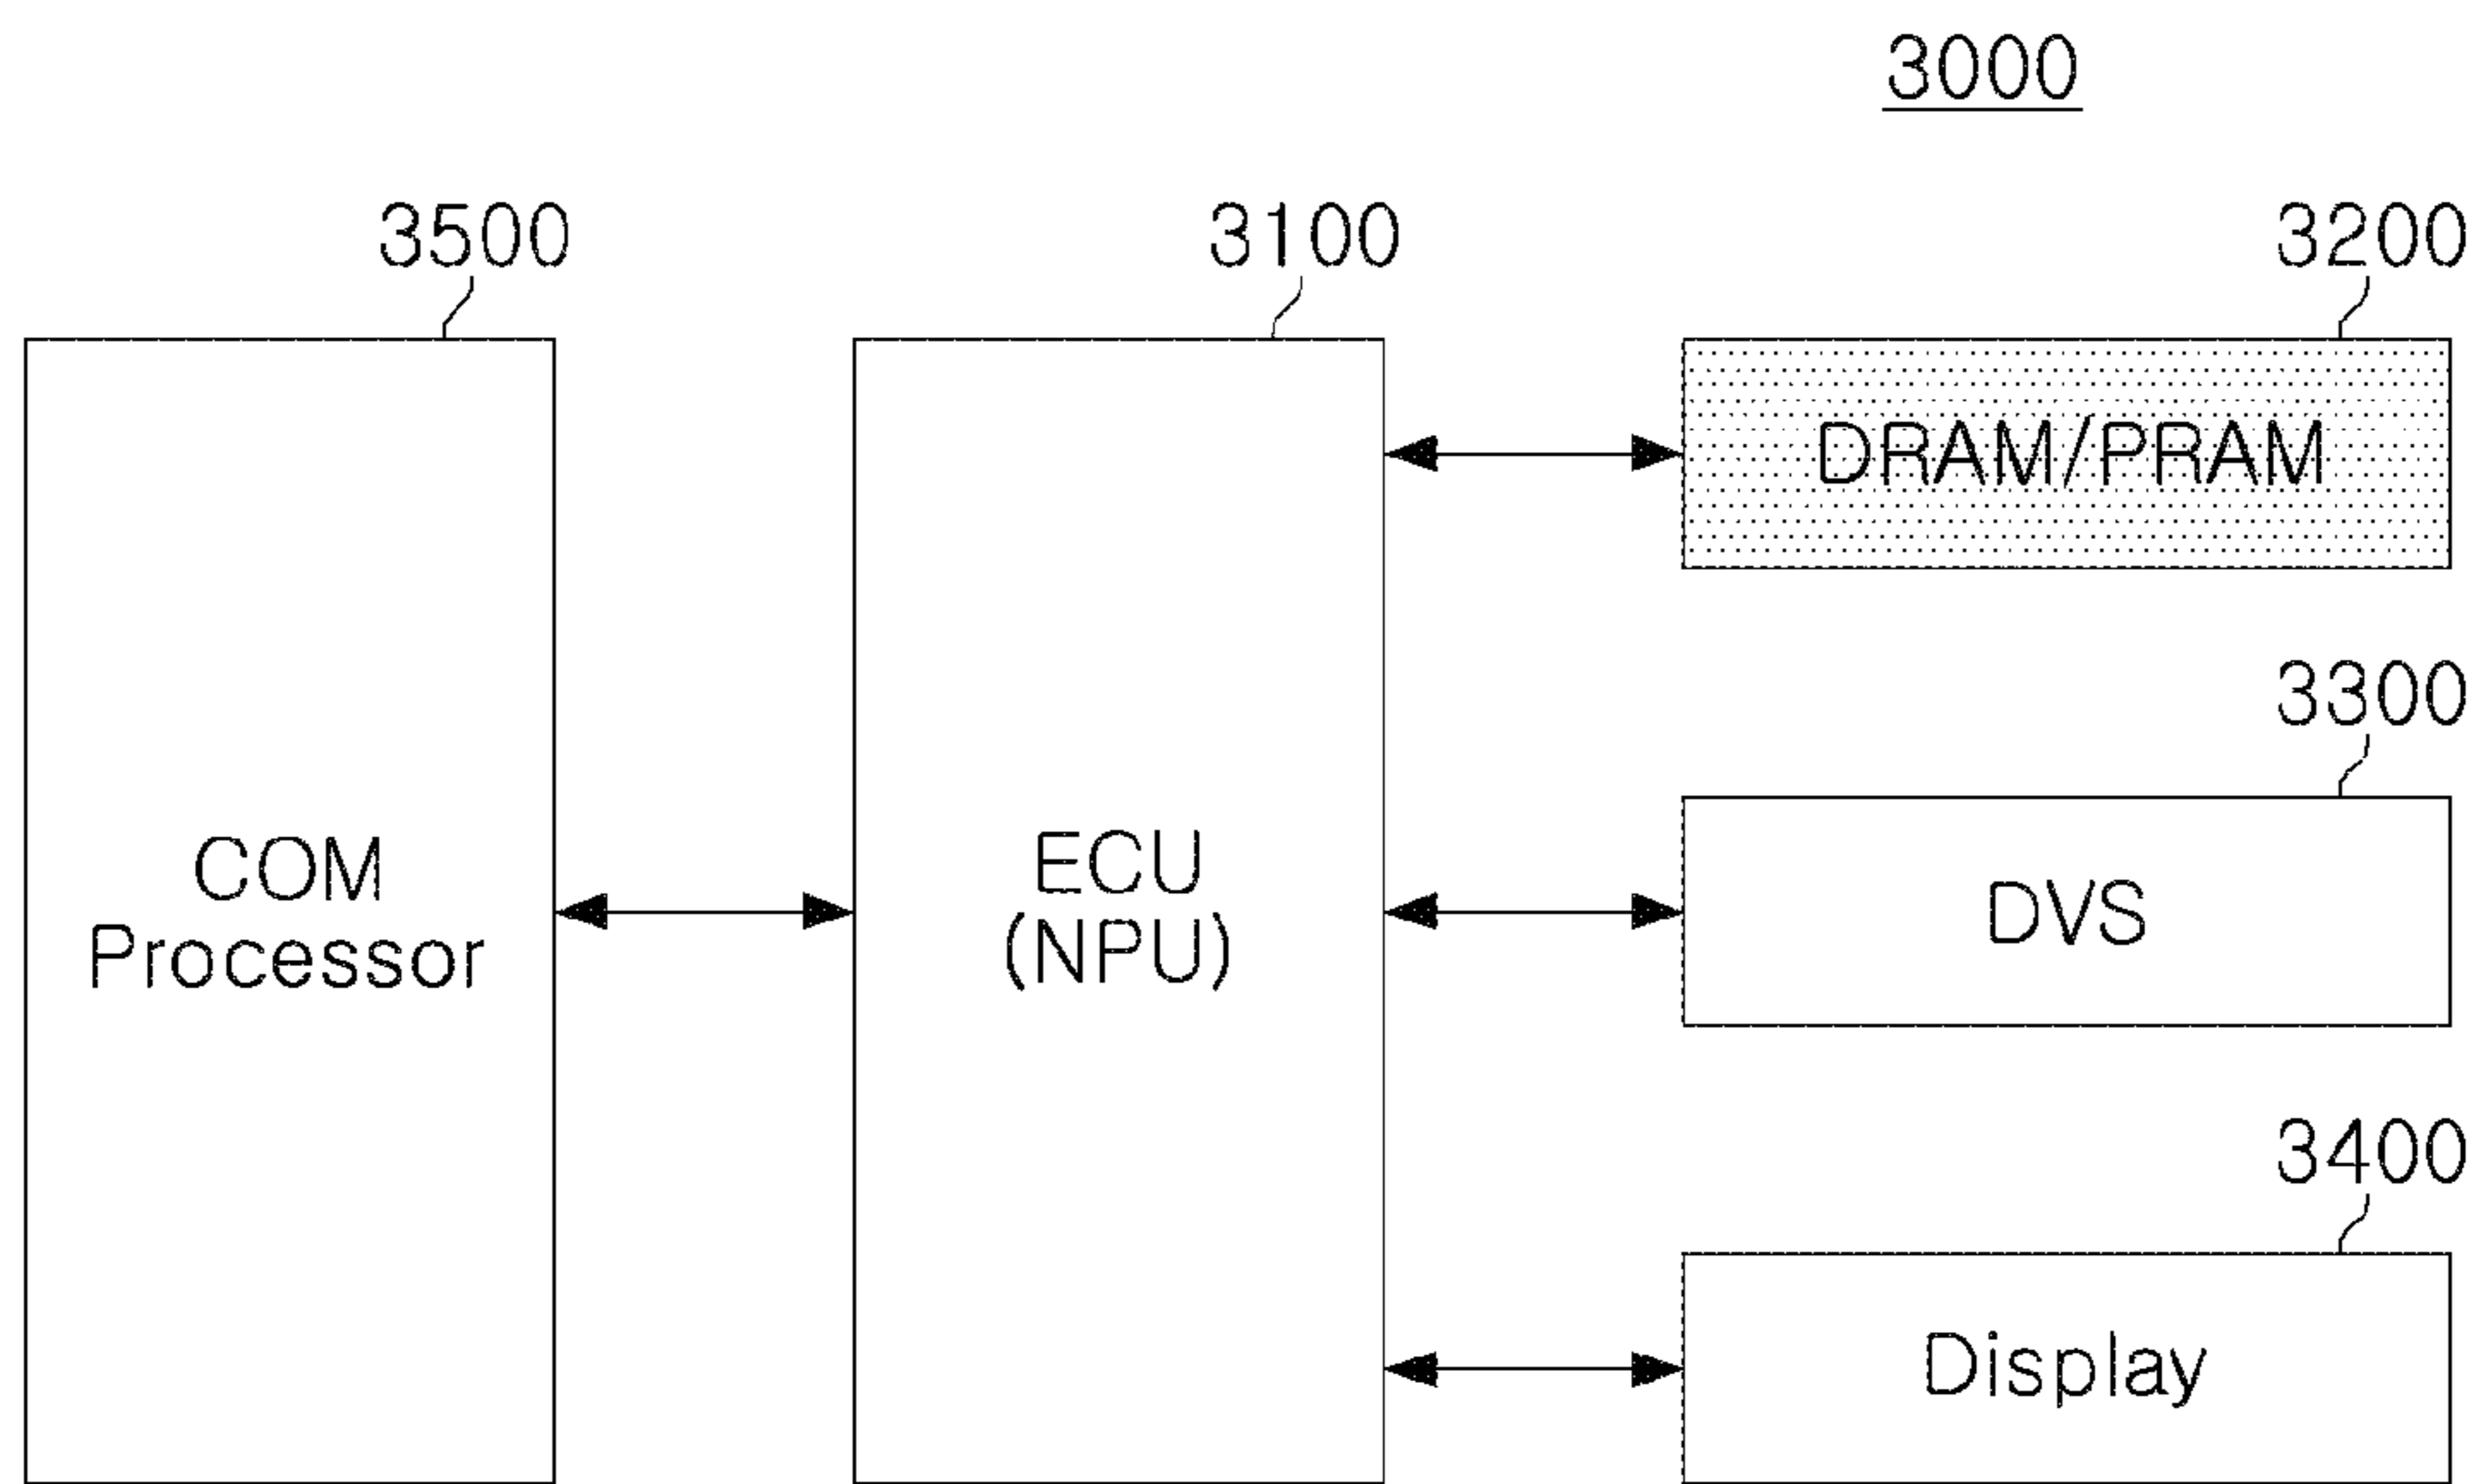 3000
3500
3100
3200
DRAM/PRAM
3300
COM
Processor
ECU
(NPU)
DVS
3400
Display